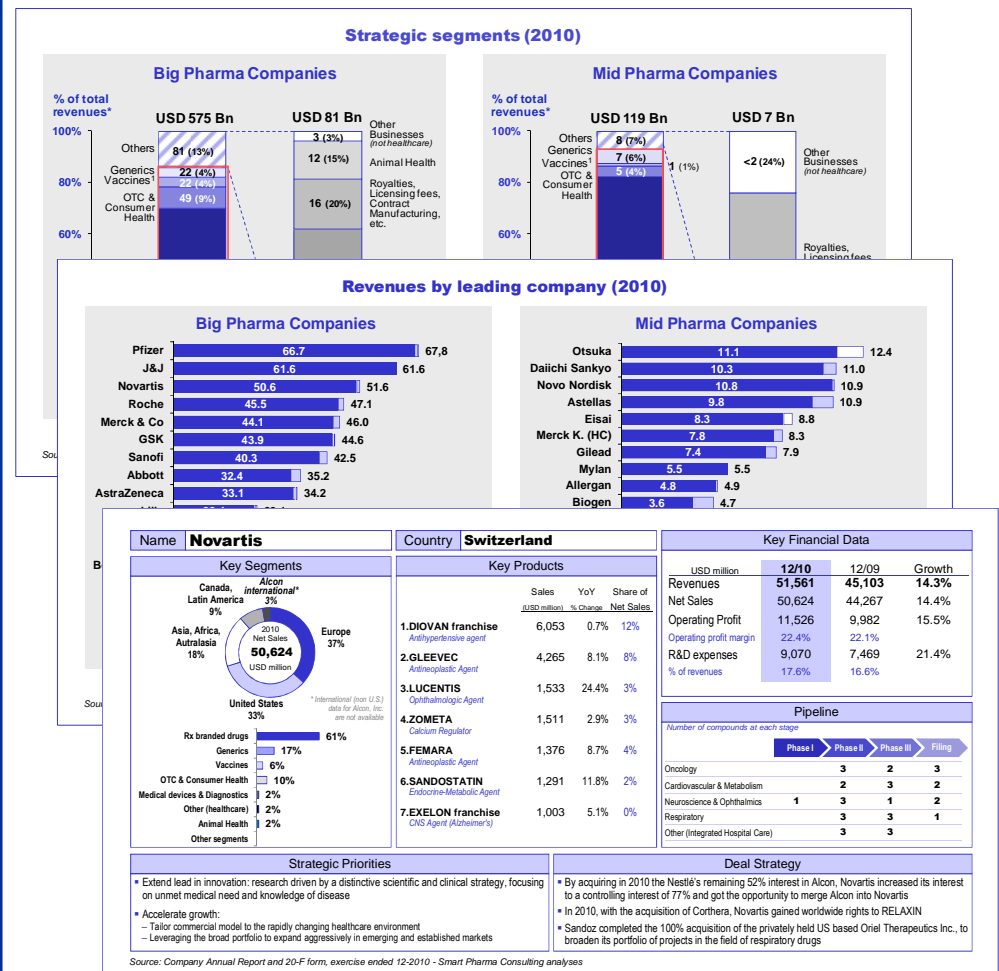 Strategic segments (2010)
Big Pharma Companies
% of total
revenues*
USD 575 Bn
USD 81 Bn
100%
80%
60%
Others
Generics
Vaccines¹
OTC &
Consumer
Health
81 (13%)
22 (4%)
22 (4%)
49 (9%)
3 (3%)
12 (15%)
16 (20%)
Other
Businesses
(not healthcare)
Animal Health
Royalties,
Licensing fees,
Contract
Manufacturing,
etc.
Mid Pharma Companies
% of total
revenues*
USD 119 Bn
USD 7 Bn
100%
80%
60%
Others
Generics
Vaccines¹
OTC &
Consumer
Health
8 (7%)
7 (6%)
5 (4%)
1 (1%)
<2 (24%)
Other
Businesses
(not healthcare)
Royalties,
Licensing fees
Revenues by leading company (2010)
Big Pharma Companies
Pfizer 66.7 67,8
J&J 61.6 61.6
Novartis 50.6 51.6
Roche 45.5 47.1
Merck & Co 44.1 46.0
GSK 43.9 44.6
Sanofi 40.3 42.5
Abbott 32.4 35.2
AstraZeneca 33.1 34.2
Mid Pharma Companies
Otsuka 11.1 12.4
Daiichi Sankyo 10.3 11.0
Novo Nordisk 10.8 10.9
Astellas 9.8 10.9
Eisai 8.3 8.8
Merck K. (HC) 7.8 8.3
Gilead 7.4 7.9
Mylan 5.5 5.5
Allergan 4.8 4.9
Biogen 3.6 4.7
Name Novartis
Country Switzerland
Key Segments
Canada,
Latin America
9%
Alcon
international*
3%
Asia, Africa,
Autralasia
18%
2010
Net Sales
50,624
USD million
Europe
37%
United States
33%
* International (non U.S.)
data for Alcon, Inc.
are not available
Rx branded drugs 61%
Generics 17%
Vaccines 6%
OTC & Consumer Health 10%
Medical devices & Diagnostics 2%
Other (healthcare) 2%
Animal Health 2%
Other segments
Key Products
Sales YoY Share of
(USD million) % Change Net Sales
1.DIOVAN franchise 6,053 0.7% 12%
Antihypertensive agent
2.GLEEVEC 4,265 8.1% 8%
Antineoplastic Agent
3.LUCENTIS 1,533 24.4% 3%
Ophthalmologic Agent
4.ZOMETA 1,511 2.9% 3%
Calcium Regulator
5.FEMARA 1,376 8.7% 4%
Antineoplastic Agent
6.SANDOSTATIN 1,291 11.8% 2%
Endocrine-Metabolic Agent
7.EXELON franchise 1,003 5.1% 0%
CNS Agent (Alzheimer's)
Key Financial Data
USD million 12/10 12/09 Growth
Revenues 51,561 45,103 14.3%
Net Sales 50,624 44,267 14.4%
Operating Profit 11,526 9,982 15.5%
Operating profit margin 22.4% 22.1%
R&D expenses 9,070 7,469 21.4%
% of revenues 17.6% 16.6%
Pipeline
Number of compounds at each stage
Phase I Phase II Phase III Filing
Oncology 3 2 3
Cardiovascular & Metabolism 2 3 2
Neuroscience & Ophthalmics 1 3 1 2
Respiratory 3 3 1
Other (Integrated Hospital Care) 3 3
Strategic Priorities
▪ Extend lead in innovation: research driven by a distinctive scientific and clinical strategy, focusing
on unmet medical need and knowledge of disease
▪ Accelerate growth:
– Tailor commercial model to the rapidly changing healthcare environment
– Leveraging the broad portfolio to expand aggressively in emerging and established markets
Deal Strategy
▪ By acquiring in 2010 the Nestlé's remaining 52% interest in Alcon, Novartis increased its interest
to a controlling interest of 77% and got the opportunity to merge Alcon into Novartis
▪ In 2010, with the acquisition of Corthera, Novartis gained worldwide rights to RELAXIN
▪ Sandoz completed the 100% acquisition of the privately held US based Oriel Therapeutics Inc., to
broaden its portfolio of projects in the field of respiratory drugs
Source: Company Annual Report and 20-F form, exercise ended 12-2010 - Smart Pharma Consulting analyses